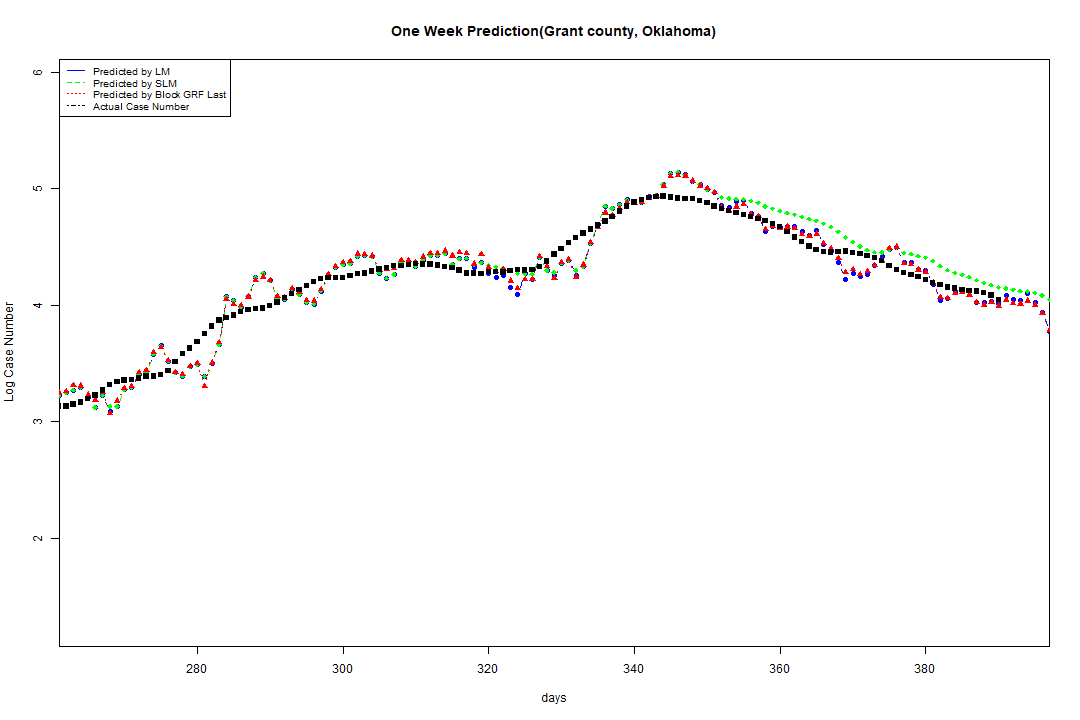 One Week Prediction(Grant county, Oklahoma)
Predicted by LM
Predicted by SLM
Predicted by Block GRF Last
Actual Case Number
6
5
4
3
2
Log Case Number
280 300 320 340 360 380
days